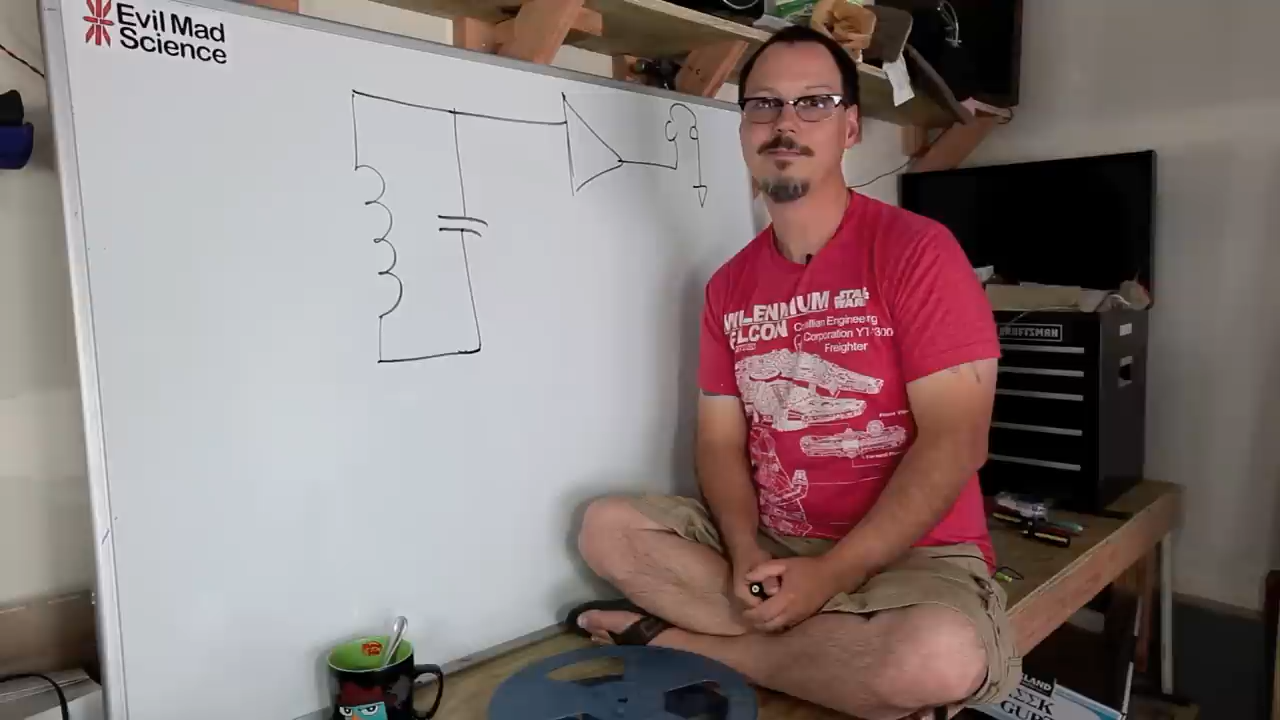 Evil Mad
Science
MILLENNIUM STAR
WARS
FALCON
Corellian Engineering
Corporation YT-1300
Freighter
CRAFTSMAN